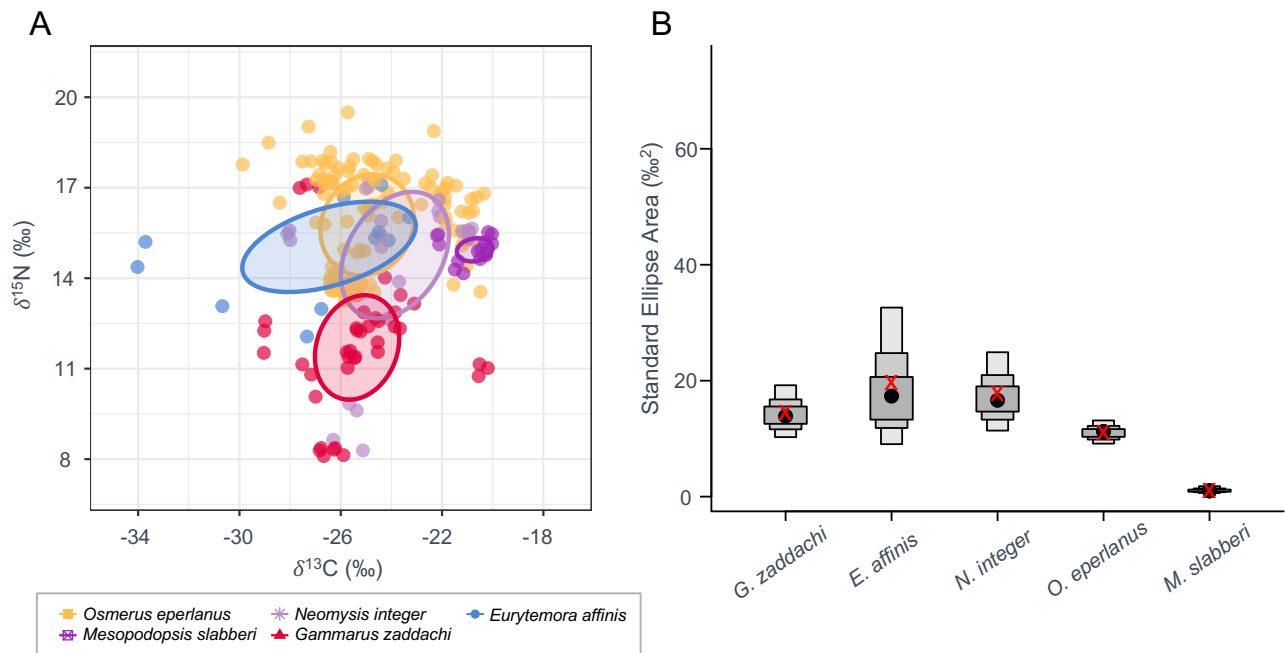 A
20
17
14
11
8
δ15N (‰)
-34
-30
-26
-22
-18
δ13C (‰)
Osmerus eperlanus
Neomysis integer
Eurytemora affinis
Mesopodopsis slabberi
Gammarus zaddachi
B
60
40
20
0
Standard Ellipse Area (‰²)
G. zaddachi
E. affinis
N. integer
O. eperlanus
M. slabberi